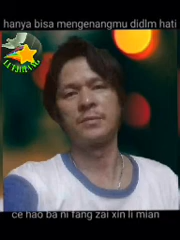 hanya bisa mengenangmu didlm hati
ce hao ba ni fang zai xin li mian